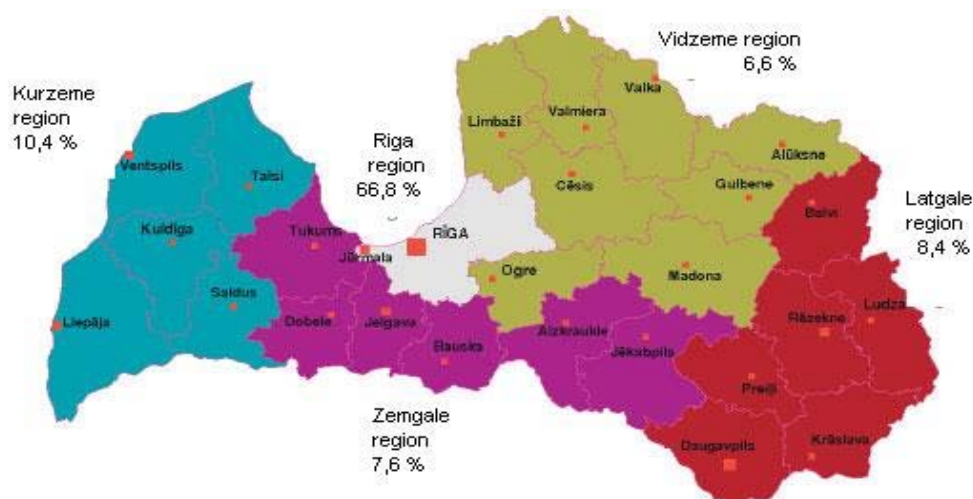 Vidzeme region
6,6 %
Kurzeme
region
10,4 %
Riga
region
66,8 %
Latgale
region
8,4 %
Zemgale
region
7,6 %
Valka
Valmiera
Limbaži
Alūksne
Cēsis
Gulbene
Balvi
Ventspils
Talsi
Kuldīga
Tukums
RĪGA
Jūrmala
Ogre
Madona
Saldus
Ludza
Liepāja
Dobele
Jelgava
Bauska
Aizkraukle
Jēkabpils
Rēzekne
Preiļi
Daugavpils
Krāslava